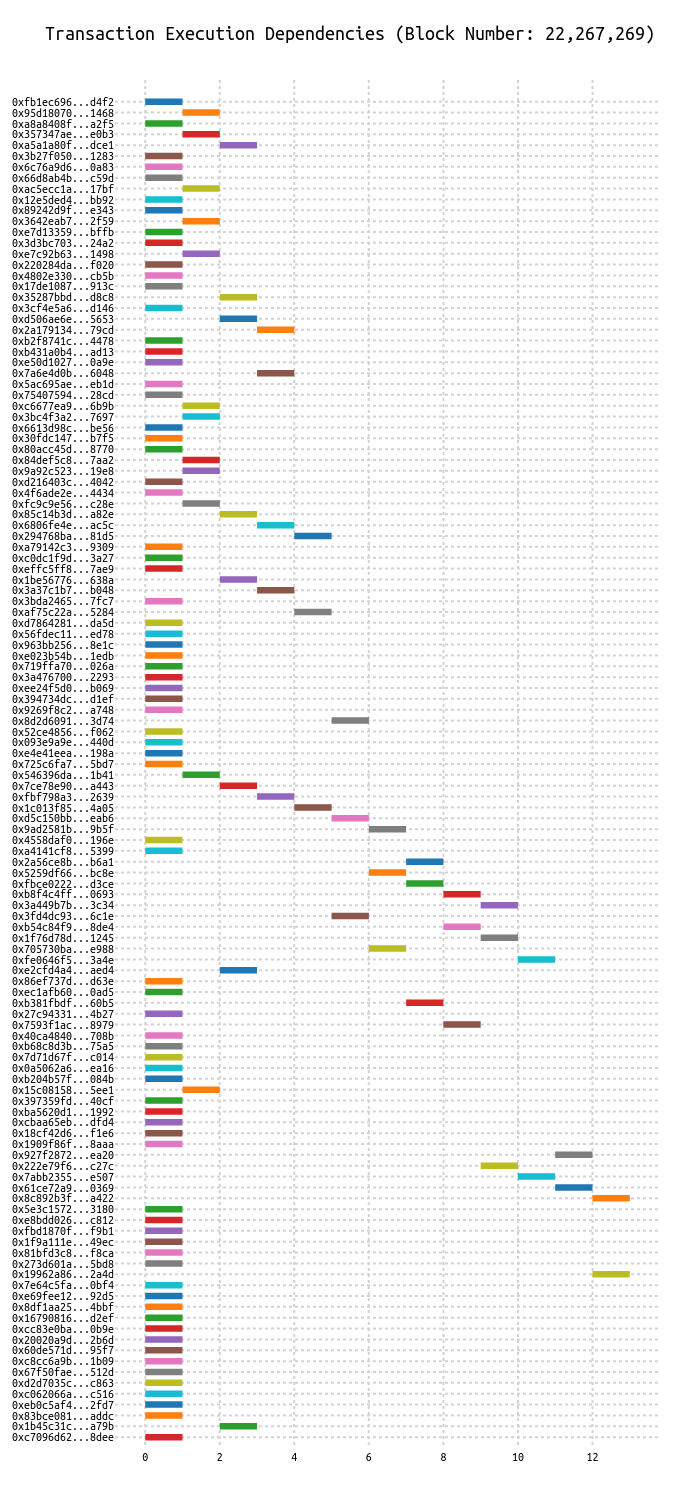 Transaction Execution Dependencies (Block Number: 22,267,269)
0xfb1ec696...d4f2
0x95d18070...1468
0xa8a8408f...a2f5
0x357347ae...e0b3
0xa5a1a80f...dce1
0x3b27f050...1283
0x6c76a9d6...0a83
0x66d8ab4b...c59d
0xac5ecc1a...17bf
0x12e5ded4...bb92
0x89242d9f...e343
0x3642eab7...2f59
0xe7d13359...bffb
0x3d3bc703...24a2
0xe7c92b63...1498
0x220284da...f020
0x4802e330...cb5b
0x17de1087...913c
0x35287bbd...d8c8
0x3cf4e5a6...d146
0xd506ae6e...5653
0x2a179134...79cd
0xb2f8741c...4478
0xb431a0b4...ad13
0xe50d1027...0a9e
0x7a6e4d0b...6048
0x5ac695ae...eb1d
0x75407594...28cd
0xc6677ea9...6b9b
0x3bc4f3a2...7697
0x6613d98c...be56
0x30fdc147...b7f5
0x80acc45d...8770
0x84def5c8...7aa2
0x9a92c523...19e8
0xd216403c...4042
0x4f6ade2e...4434
0xfc9c9e56...c28e
0x85c14b3d...a82e
0x6806fe4e...ac5c
0x294768ba...81d5
0xa79142c3...9309
0xc0dc1f9d...3a27
0xeffc5ff8...7ae9
0x1be56776...638a
0x3a37c1b7...b048
0x3bda2465...7fc7
0xaf75c22a...5284
0xd7864281...da5d
0x56fdec11...ed78
0x963bb256...8e1c
0xe023b54b...1edb
0x719ffa70...026a
0x3a476700...2293
0xee24f5d0...b069
0x394734dc...d1ef
0x9269f8c2...a748
0x8d2d6091...3d74
0x52ce4856...f062
0x093e9a9e...440d
0xe4e41eea...198a
0x725c6fa7...5bd7
0x546396da...1b41
0x7ce78e90...a443
0xfbf798a3...2639
0x1c013f85...4a05
0xd5c150bb...eab6
0x9ad2581b...9b5f
0x4558daf0...196e
0xa4141cf8...5399
0x2a56ce8b...b6a1
0x5259df66...bc8e
0xfbce0222...d3ce
0xb8f4c4ff...0693
0x3a449b7b...3c34
0x3fd4dc93...6c1e
0xb54c84f9...8de4
0x1f76d78d...1245
0x705730ba...e988
0xfe0646f5...3a4e
0xe2cfd4a4...aed4
0x86ef737d...d63e
0xec1afb60...0ad5
0xb381fbdf...60b5
0x27c94331...4b27
0x7593f1ac...8979
0x40ca4840...708b
0xb68c8d3b...75a5
0x7d71d67f...c014
0x0a5062a6...ea16
0xb204b57f...084b
0x15c08158...5ee1
0x397359fd...40cf
0xba5620d1...1992
0xcbaa65eb...dfd4
0x18cf42d6...f1e6
0x1909f86f...8aaa
0x927f2872...ea20
0x222e79f6...c27c
0x7abb2355...e507
0x61ce72a9...0369
0x8c892b3f...a422
0x5e3c1572...3180
0xe8bdd026...c812
0xfbd1870f...f9b1
0x1f9a111e...49ec
0x81bfd3c8...f8ca
0x273d601a...5bd8
0x19962a86...2a4d
0x7e64c5fa...0bf4
0xe69fee12...92d5
0x8df1aa25...4bbf
0x16790816...d2ef
0xcc83e0ba...0b9e
0x20020a9d...2b6d
0x60de571d...95f7
0xc8cc6a9b...1b09
0x67f50fae...512d
0xd2d7035c...c863
0xc062066a...c516
0xeb0c5af4...2fd7
0x83bce081...addc
0x1b45c31c...a79b
0xc7096d62...8dee
0 2 4 6 8 10 12